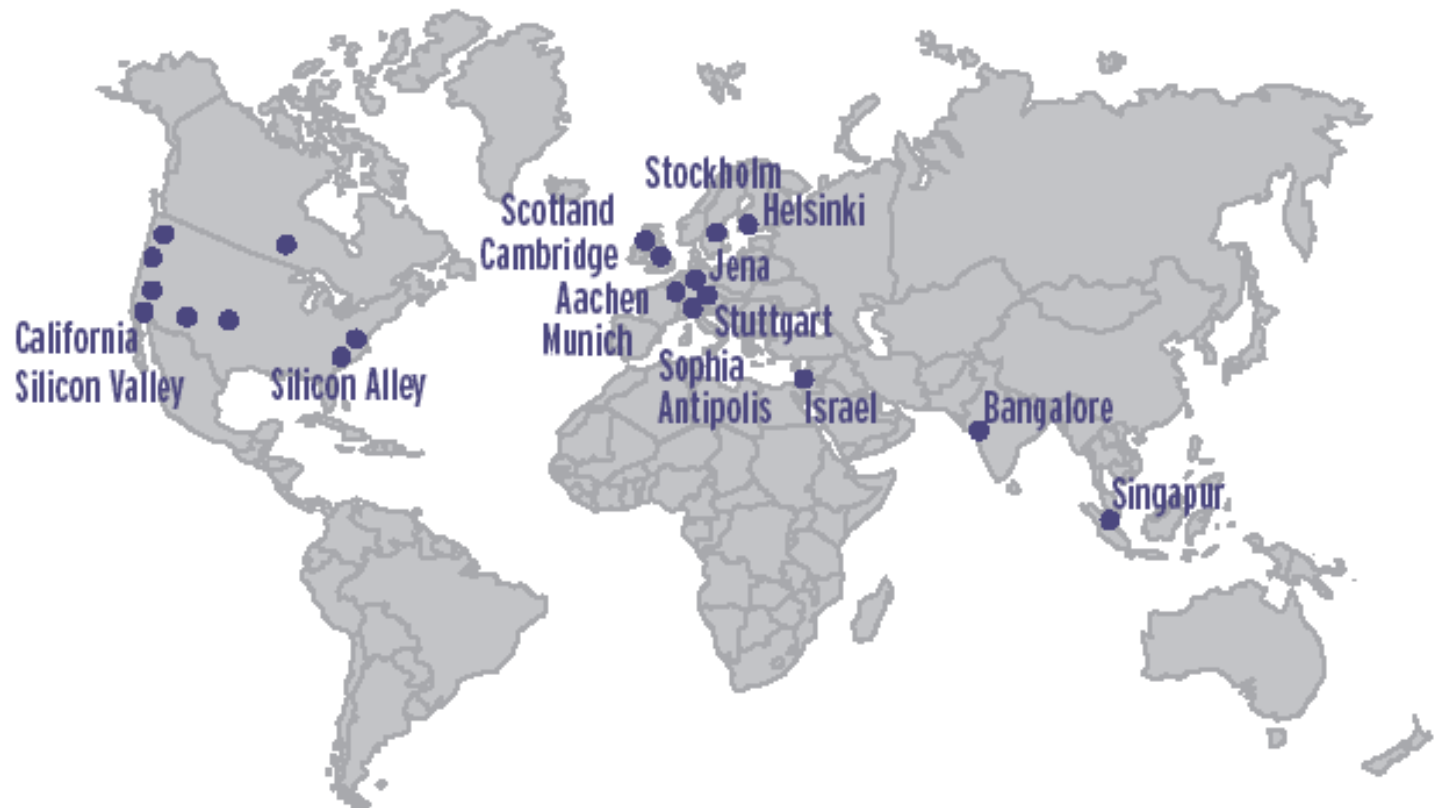 Stockholm
Scotland
Helsinki
Cambridge
Jena
Aachen
Stuttgart
Munich
California
Silicon Valley
Silicon Alley
Sophia
Antipolis
Israel
Bangalore
Singapur